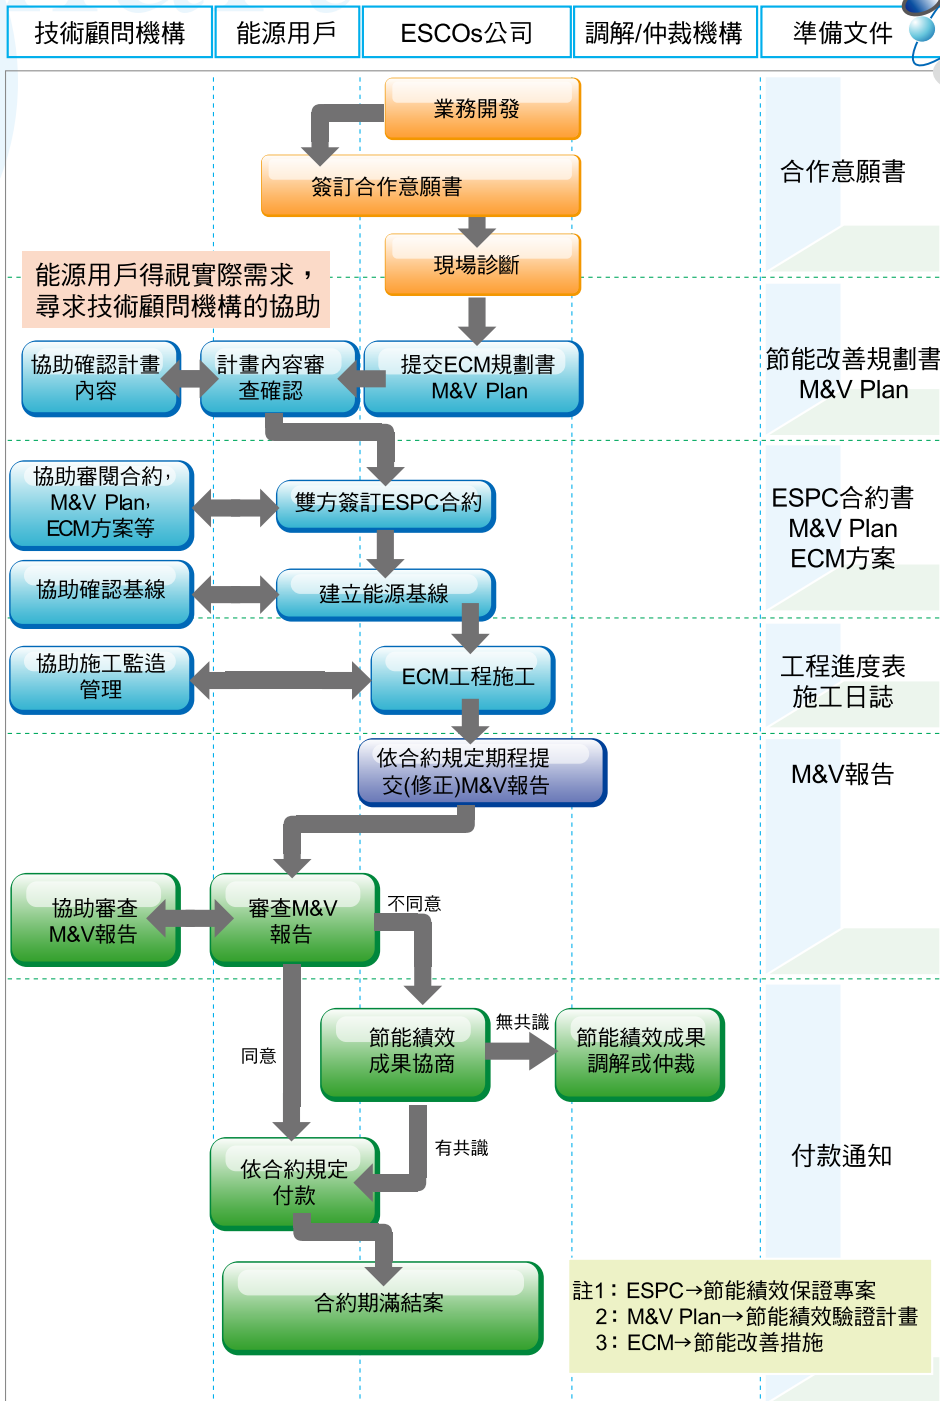 技術顧問機構
能源用戶
ESCOs公司
調解/仲裁機構
準備文件
業務開發
簽訂合作意願書
合作意願書
現場診斷
能源用戶得視實際需求，
尋求技術顧問機構的協助
協助確認計畫
內容
計畫內容審
查確認
提交ECM規劃書
M&V Plan
節能改善規劃書
M&V Plan
協助審閱合約，
M&V Plan，
ECM方案等
雙方簽訂ESPC合約
ESPC合約書
M&V Plan
ECM方案
協助確認基線
建立能源基線
協助施工監造
管理
ECM工程施工
工程進度表
施工日誌
依合約規定期程提
交(修正)M&V報告
M&V報告
協助審查
M&V報告
審查M&V
報告
不同意
同意
節能績效
成果協商
無共識
節能績效成果
調解或仲裁
有共識
依合約規定
付款
付款通知
合約期滿結案
註1：ESPC→節能績效保證專案
2：M&V Plan→節能績效驗證計畫
3：ECM→節能改善措施